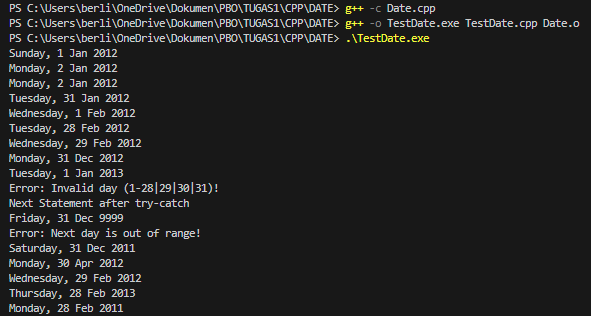 PS C:\Users\berli\OneDrive\Dokumen\PBO\TUGAS1\CPP\DATE> g++ -c Date.cpp
PS C:\Users\berli\OneDrive\Dokumen\PBO\TUGAS1\CPP\DATE> g++ -o TestDate.exe TestDate.cpp Date.o
PS C:\Users\berli\OneDrive\Dokumen\PBO\TUGAS1\CPP\DATE> .\TestDate.exe
Sunday, 1 Jan 2012
Monday, 2 Jan 2012
Monday, 2 Jan 2012
Tuesday, 31 Jan 2012
Wednesday, 1 Feb 2012
Tuesday, 28 Feb 2012
Wednesday, 29 Feb 2012
Monday, 31 Dec 2012
Tuesday, 1 Jan 2013
Error: Invalid day (1-28|29|30|31)!
Next Statement after try-catch
Friday, 31 Dec 9999
Error: Next day is out of range!
Saturday, 31 Dec 2011
Monday, 30 Apr 2012
Wednesday, 29 Feb 2012
Thursday, 28 Feb 2013
Monday, 28 Feb 2011